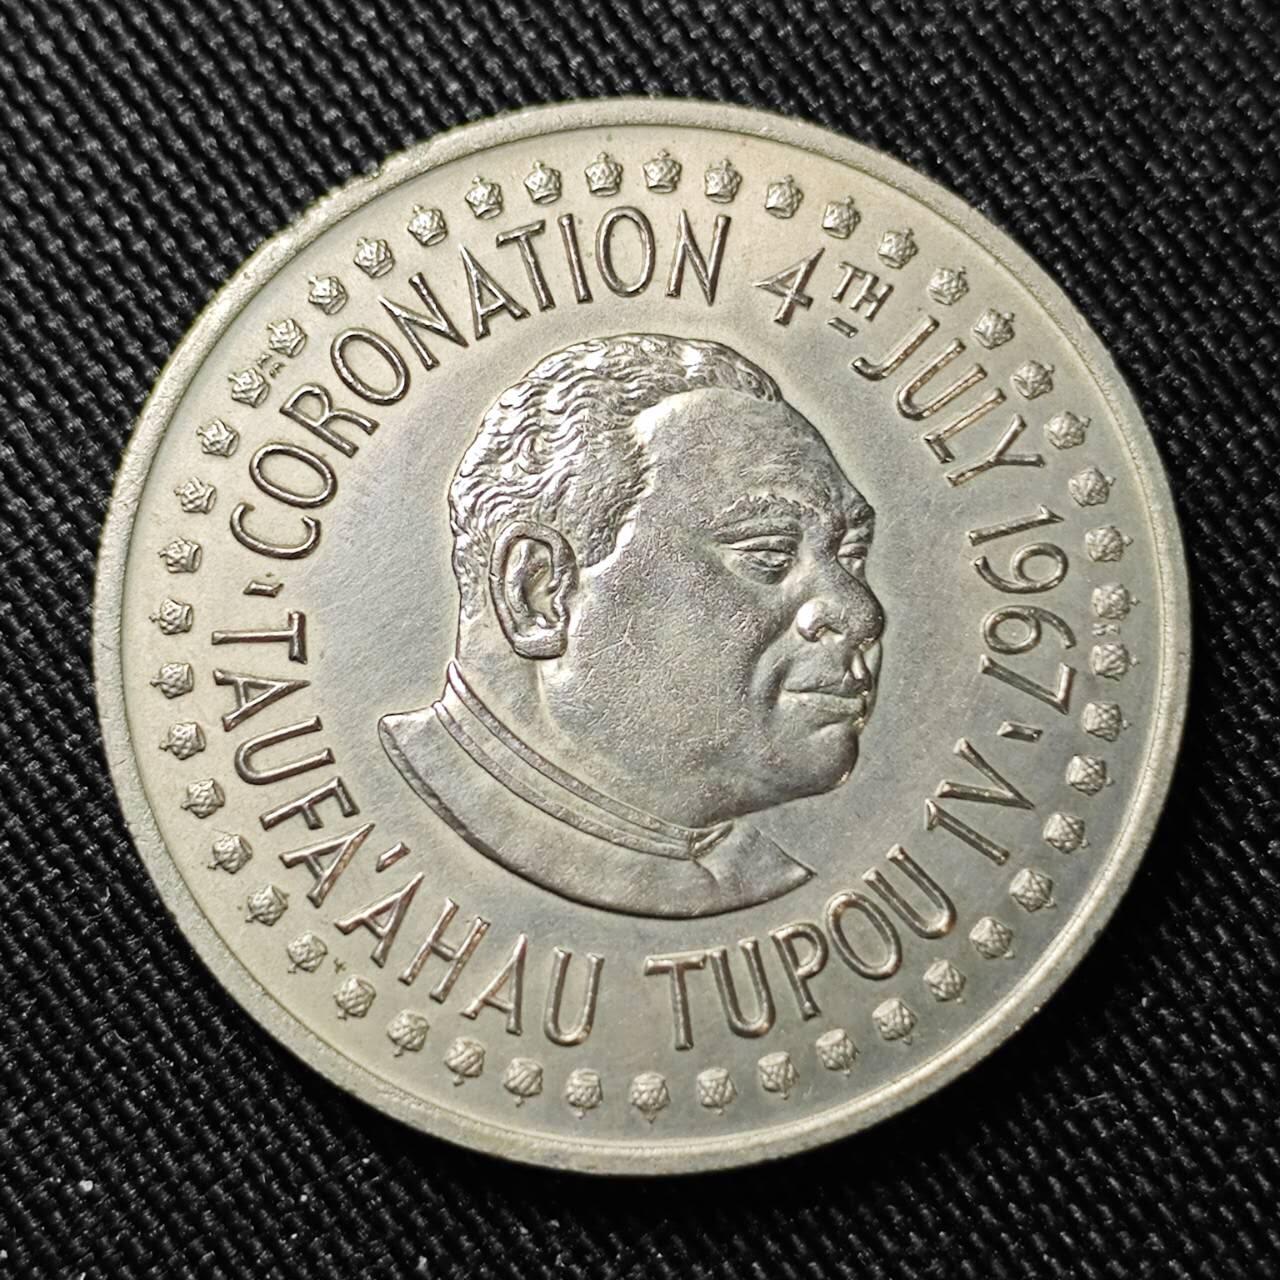 CORONATION 4TH JULY 1967
TAUFA'AHAU TUPOU IV